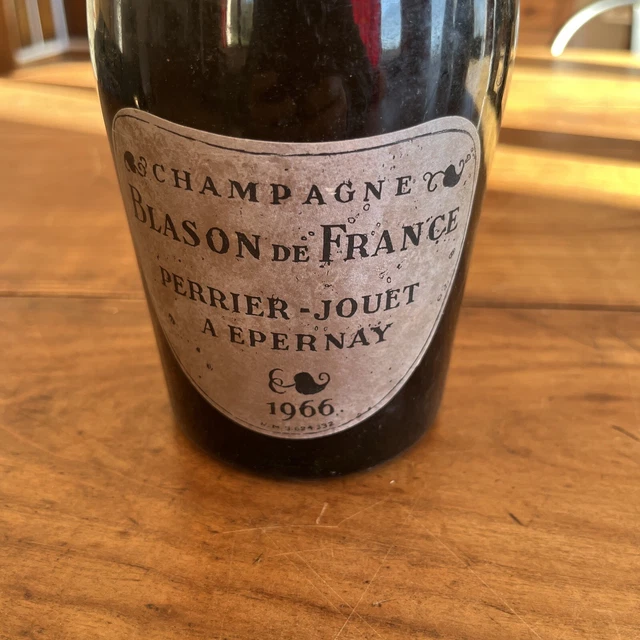 CHAMPAGNE
BLASON DE FRANCE
PERRIER-JOUET
A EPERNAY
1966